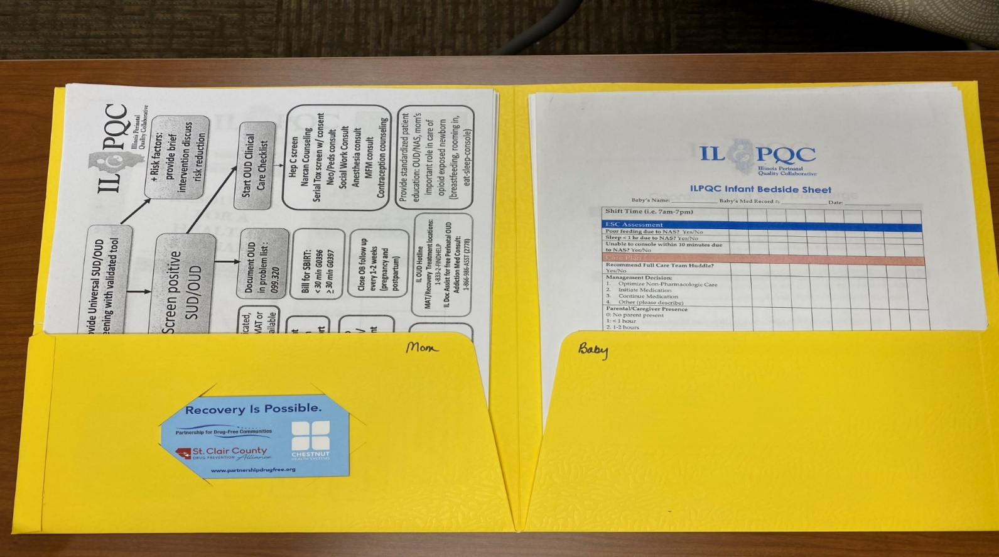 IL PQC
Illinois Perinatal
Quality Collaborative
+ Risk factors:
provide brief
intervention discuss
risk reduction
Start OUD Clinical
Care Checklist
Hep C screen
Narcan Counseling
Serial Tox screen w/ consent
Neo/Peds consult
Social Work Consult
Anesthesia consult
MFM consult
Contraception counseling
Provide standardized patient
education: OUD/NAS, mom's
important role in care of
opioid exposed newborn
(breastfeeding, rooming in,
eat-sleep-console)
vide Universal SUD/OUD
eening with validated tool
Screen positive
SUD/OUD
Document OUD
in problem list:
099.320
Bill for SBIRT:
< 30 min G0396
≥ 30 min G0397
Close OB follow up
every 1-2 weeks
(pregnancy and
postpartum)
IL OUD Hotline
MAT/Recovery Treatment locations:
1-833-2-FINDHELP
IL Doc Assist for free Perinatal OUD
Addiction Med Consult:
1-866-986-ASST (2778)
icated,
MAT or
ailable
Mom
Recovery Is Possible.
Partnership for Drug-Free Communities
St. Clair County
DRUG PREVENTION Alliance
CHESTNUT
HEALTH SYSTEMS
www.partnershipdrugfree.org
IL PQC
Illinois Perinatal
Quality Collaborative
ILPQC Infant Bedside Sheet
Baby's Name: Baby's Med Record #: Date:
Shift Time (i.e. 7am-7pm)
ESC Assessment
Poor feeding due to NAS? Yes/No
Sleep < 1 hr due to NAS? Yes/No
Unable to console within 10 minutes due
to NAS? Yes/No
Care Plan
Recommend Full Care Team Huddle?
Yes/No
Management Decision:
1. Optimize Non-Pharmacologic Care
2. Initiate Medication
3. Continue Medication
4. Other (please describe)
Parental/Caregiver Presence
0: No parent present
1: < 1 hour
2. 1-2 hours
Baby